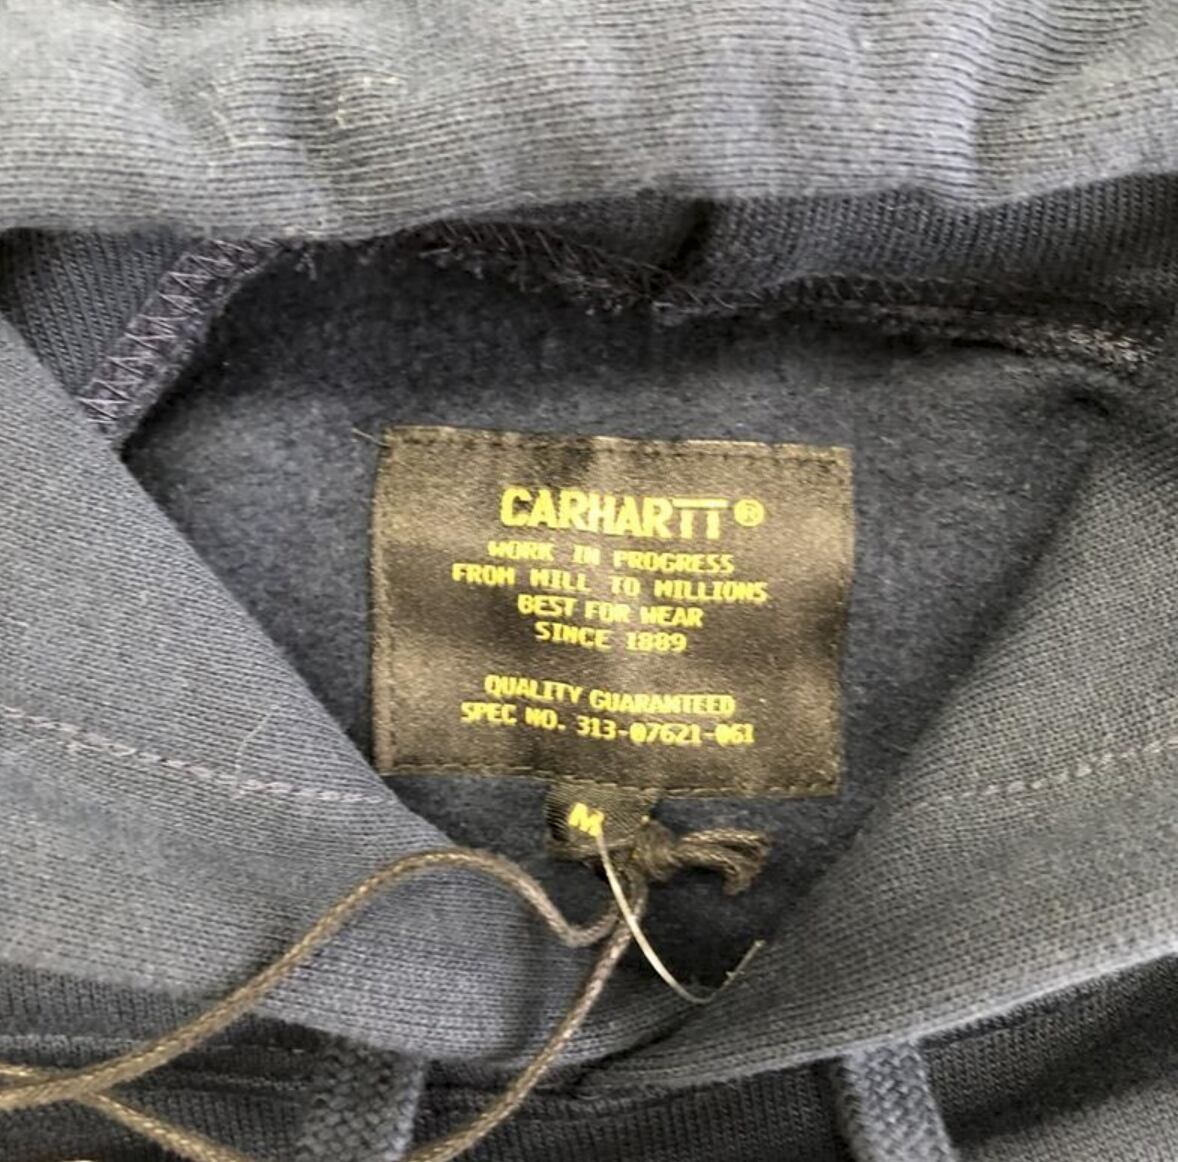 CARHARTT®
WORK IN PROGRESS
FROM MILL TO MILLIONS
BEST FOR WEAR
SINCE 1889
QUALITY GUARANTEED
SPEC NO. 313-07621-061
M